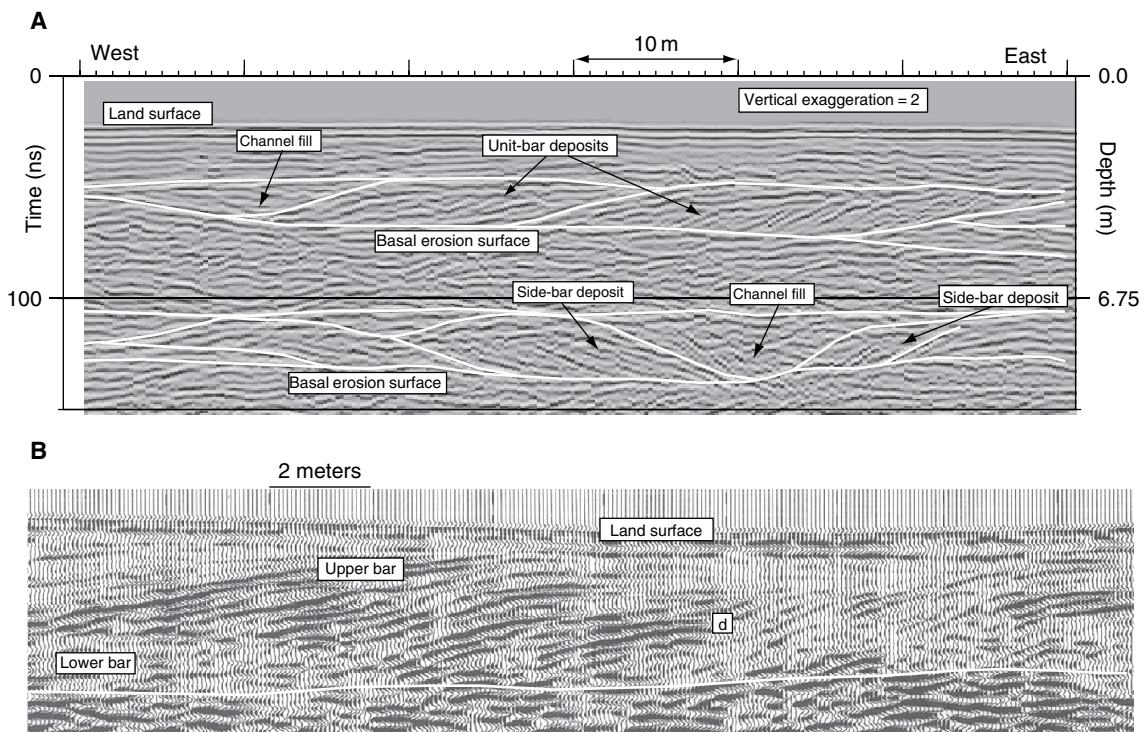 A
West
10 m
East
0
0.0
Vertical exaggeration = 2
Land surface
Channel fill
Unit-bar deposits
Time (ns)
Depth (m)
Basal erosion surface
Side-bar deposit
Channel fill
Side-bar deposit
100
6.75
Basal erosion surface
B
2 meters
Land surface
Upper bar
d
Lower bar